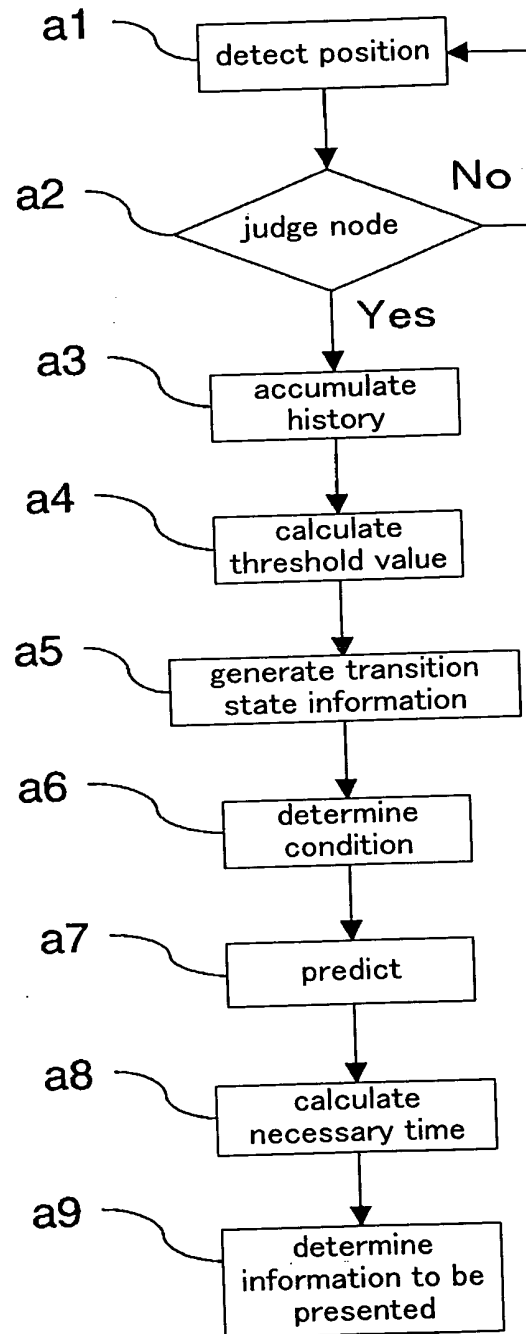 a1
detect position
a2
judge node
No
Yes
a3
accumulate
history
a4
calculate
threshold value
a5
generate transition
state information
a6
determine
condition
a7
predict
a8
calculate
necessary time
a9
determine
information to be
presented